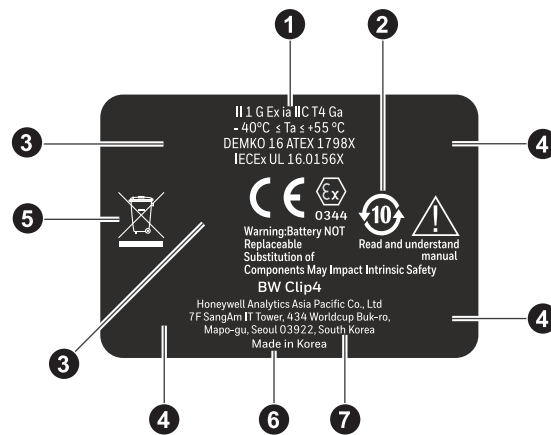 1
2
II 1 G Ex ia IIC T4 Ga
- 40°C ≤ Ta ≤ +55 °C
DEMKO 16 ATEX 1798X
IECEx UL 16.0156X
3
4
5
CE
Ex
0344
10
Warning:Battery NOT
Replaceable
Substitution of
Components May Impact Intrinsic Safety
Read and understand
manual
BW Clip4
Honeywell Analytics Asia Pacific Co., Ltd
7F SangAm IT Tower, 434 Worldcup Buk-ro,
Mapo-gu, Seoul 03922, South Korea
Made in Korea
4
3
4
6
7